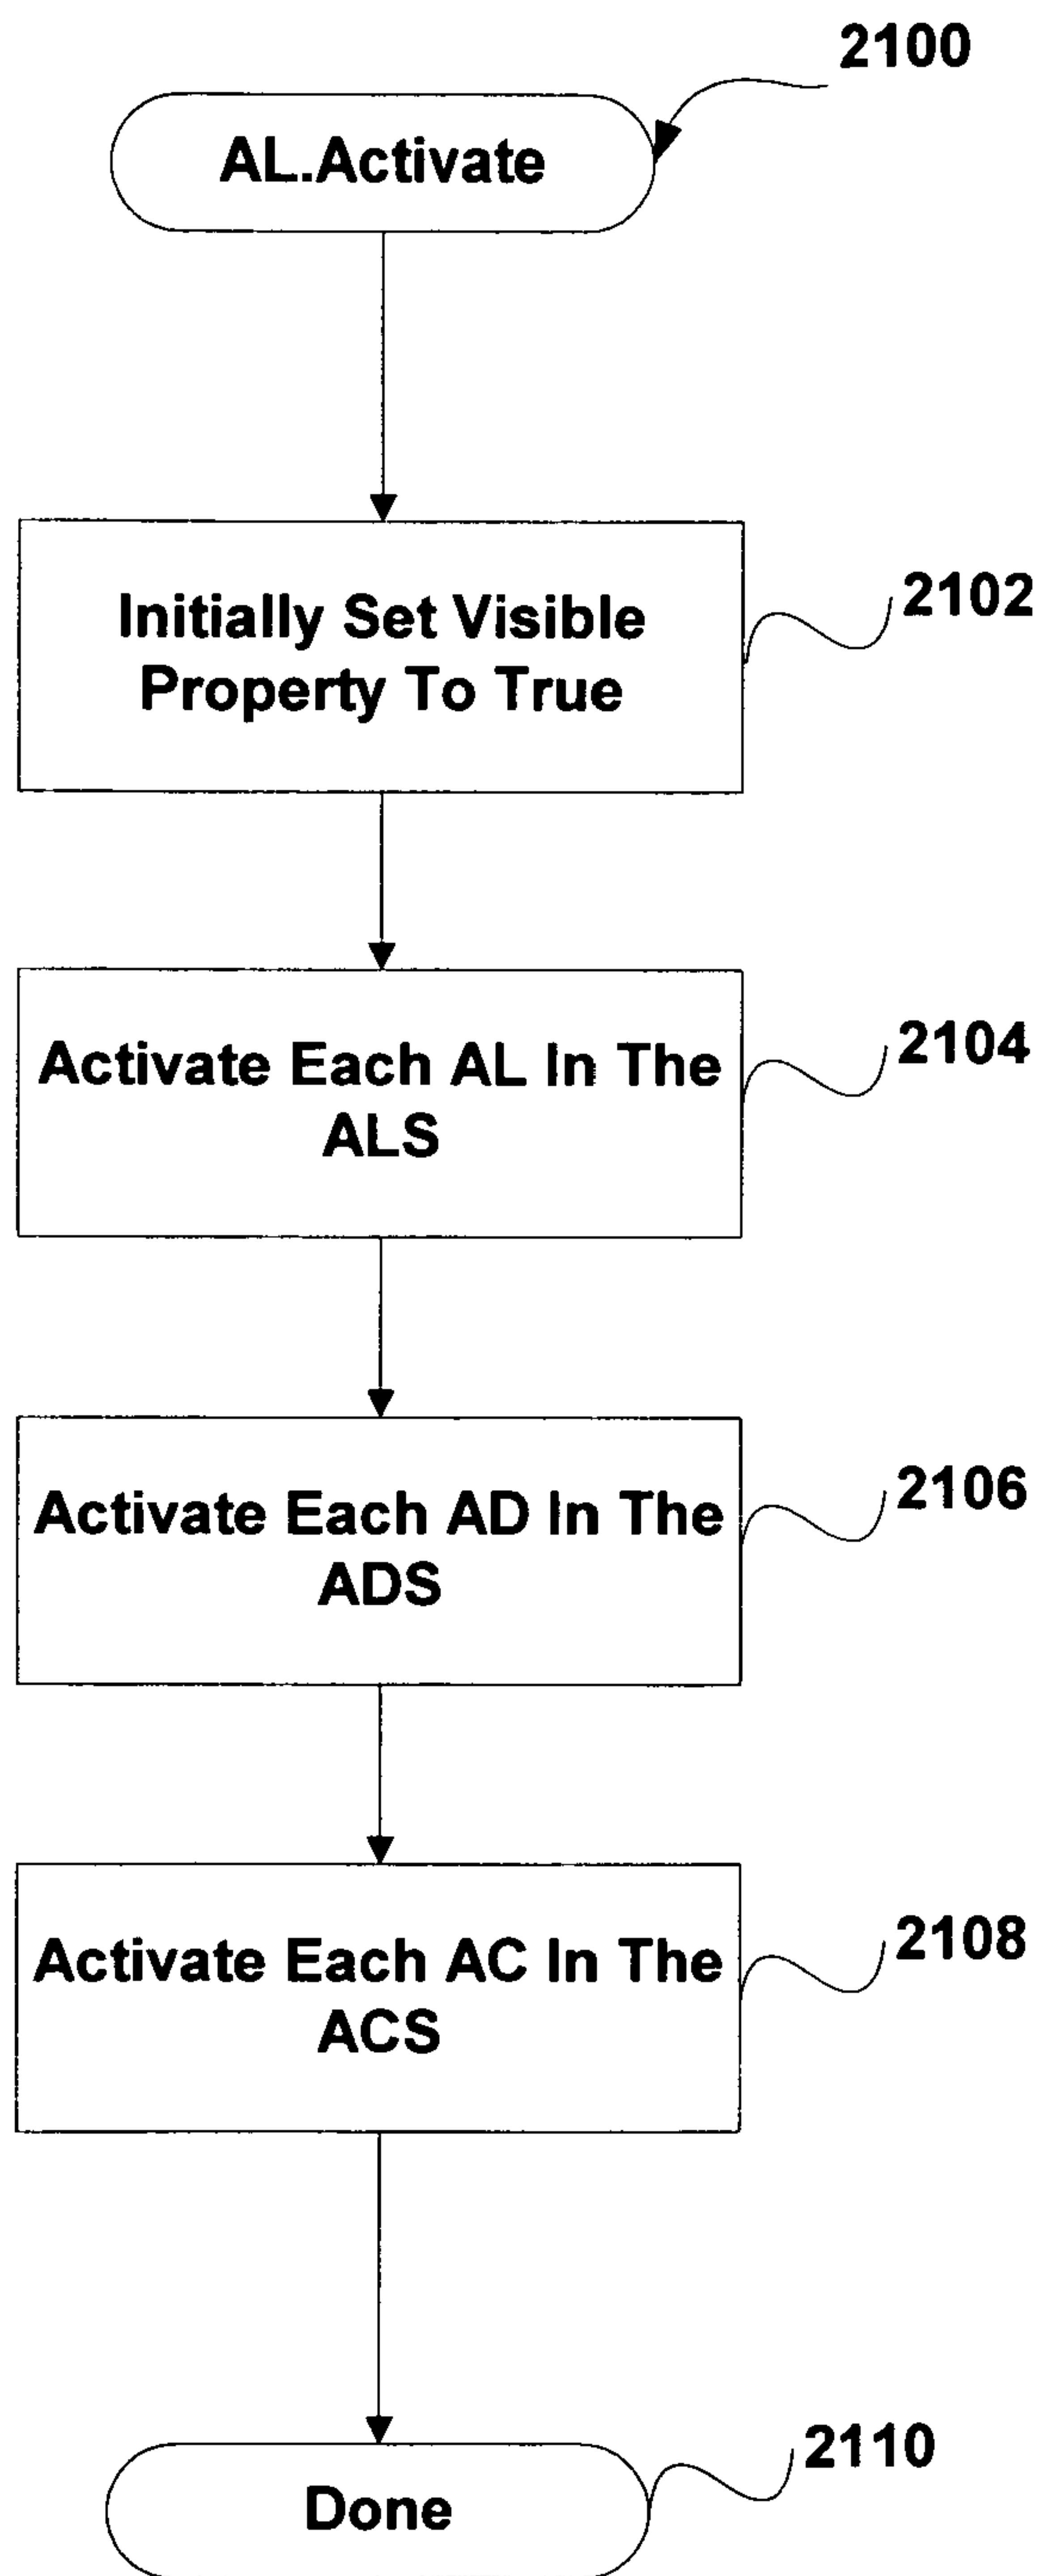 2100
AL.Activate
Initially Set Visible
Property To True
2102
Activate Each AL In The
ALS
2104
Activate Each AD In The
ADS
2106
Activate Each AC In The
ACS
2108
Done
2110